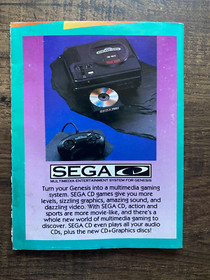 SEGA CD
MULTIMEDIA ENTERTAINMENT SYSTEM FOR GENESIS
Turn your Genesis into a multimedia gaming
system. SEGA CD games give you more
levels, sizzling graphics, amazing sound, and
dazzling video. With SEGA CD, action and
sports are more movie-like, and there's a
whole new world of multimedia gaming to
discover. SEGA CD even plays all your audio
CDs, plus the new CD+Graphics discs!